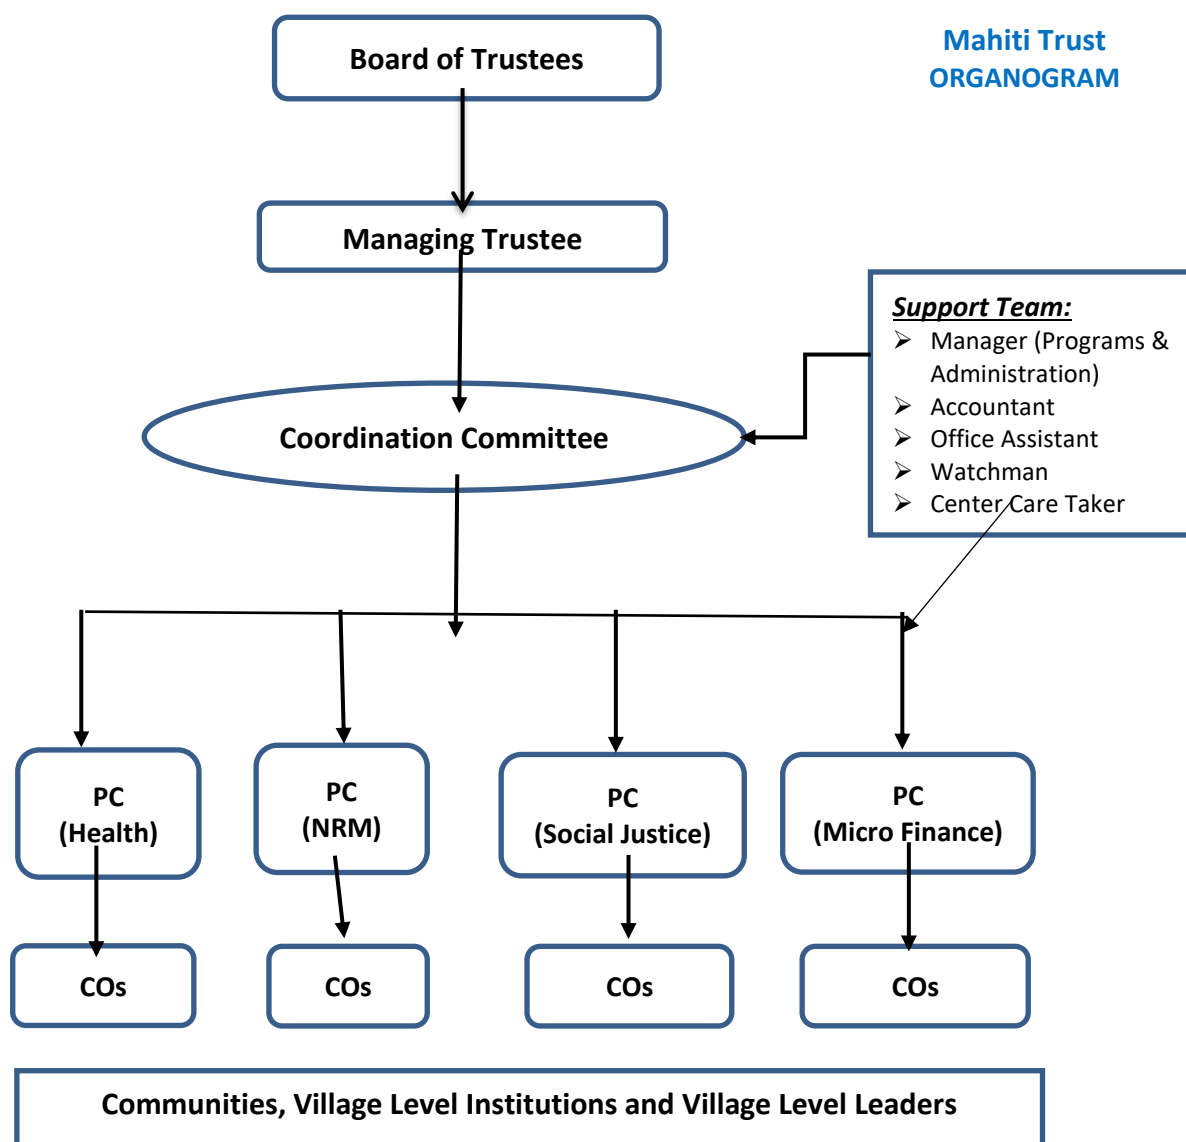 Mahiti Trust
ORGANOGRAM
Board of Trustees
Managing Trustee
Support Team:
Manager (Programs &
Administration)
Accountant
Office Assistant
Watchman
Center Care Taker
Coordination Committee
PC
(Health)
PC
(NRM)
PC
(Social Justice)
PC
(Micro Finance)
COs
COs
COs
COs
Communities, Village Level Institutions and Village Level Leaders